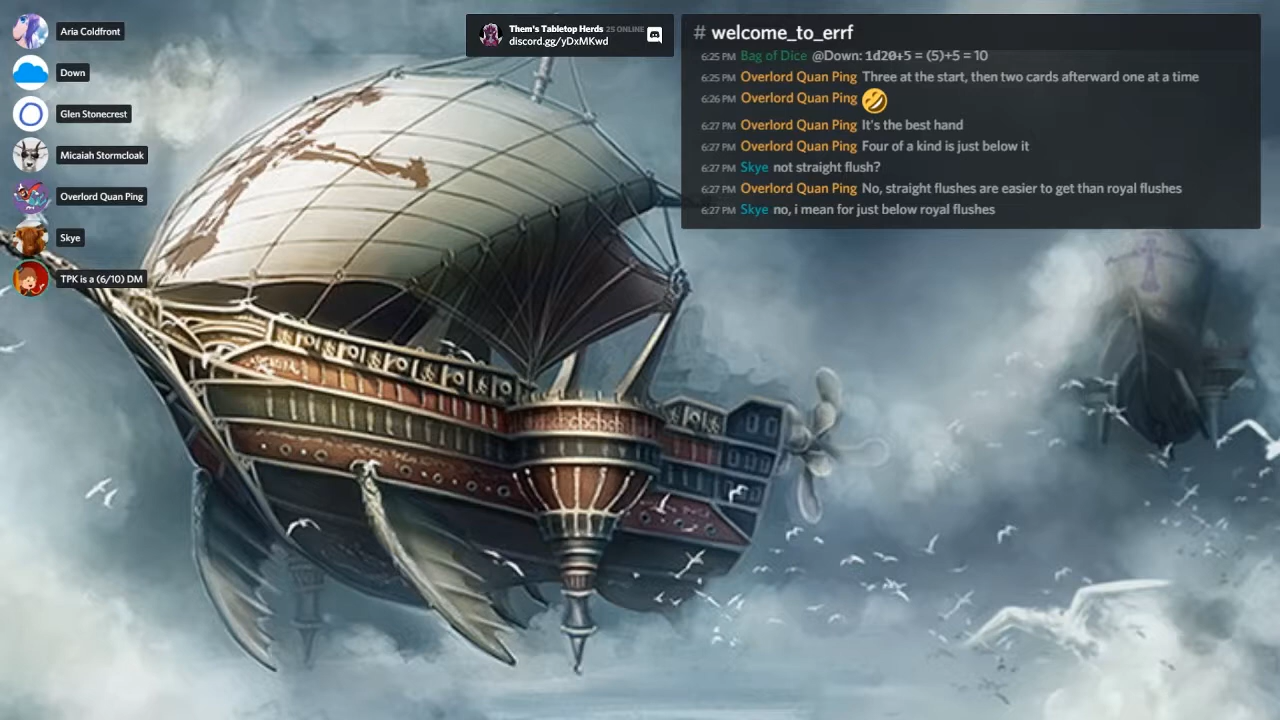 Aria Coldfront
Down
Glen Stonecrest
Micaiah Stormcloak
Overlord Quan Ping
Skye
TPK is a (6/10) DM
Them's Tabletop Herds 25 ONLINE
discord.gg/yDxMKwd
# welcome_to_errf
6:25 PM Bag of Dice @Down: 1d20+5 = (5)+5 = 10
6:25 PM Overlord Quan Ping Three at the start, then two cards afterward one at a time
6:26 PM Overlord Quan Ping 🤣
6:27 PM Overlord Quan Ping It's the best hand
6:27 PM Overlord Quan Ping Four of a kind is just below it
6:27 PM Skye not straight flush?
6:27 PM Overlord Quan Ping No, straight flushes are easier to get than royal flushes
6:27 PM Skye no, i mean for just below royal flushes